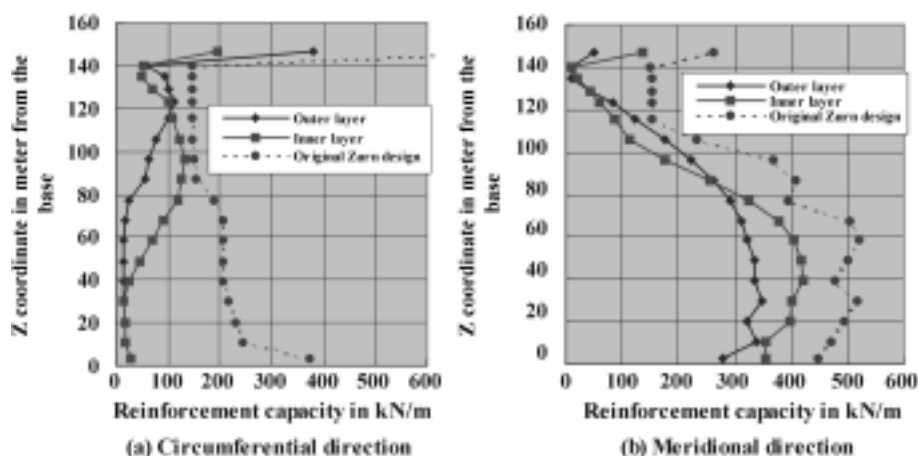 160
140
120
100
80
60
40
20
0
Z coordinate in meter from the
base
Outer layer
Inner layer
Original Zarn design
0 100 200 300 400 500 600
Reinforcement capacity in kN/m
(a) Circumferential direction
160
140
120
100
80
60
40
20
0
Z coordinate in meter from the
base
Outer layer
Inner layer
Original Zarn design
0 100 200 300 400 500 600
Reinforcement capacity in kN/m
(b) Meridional direction